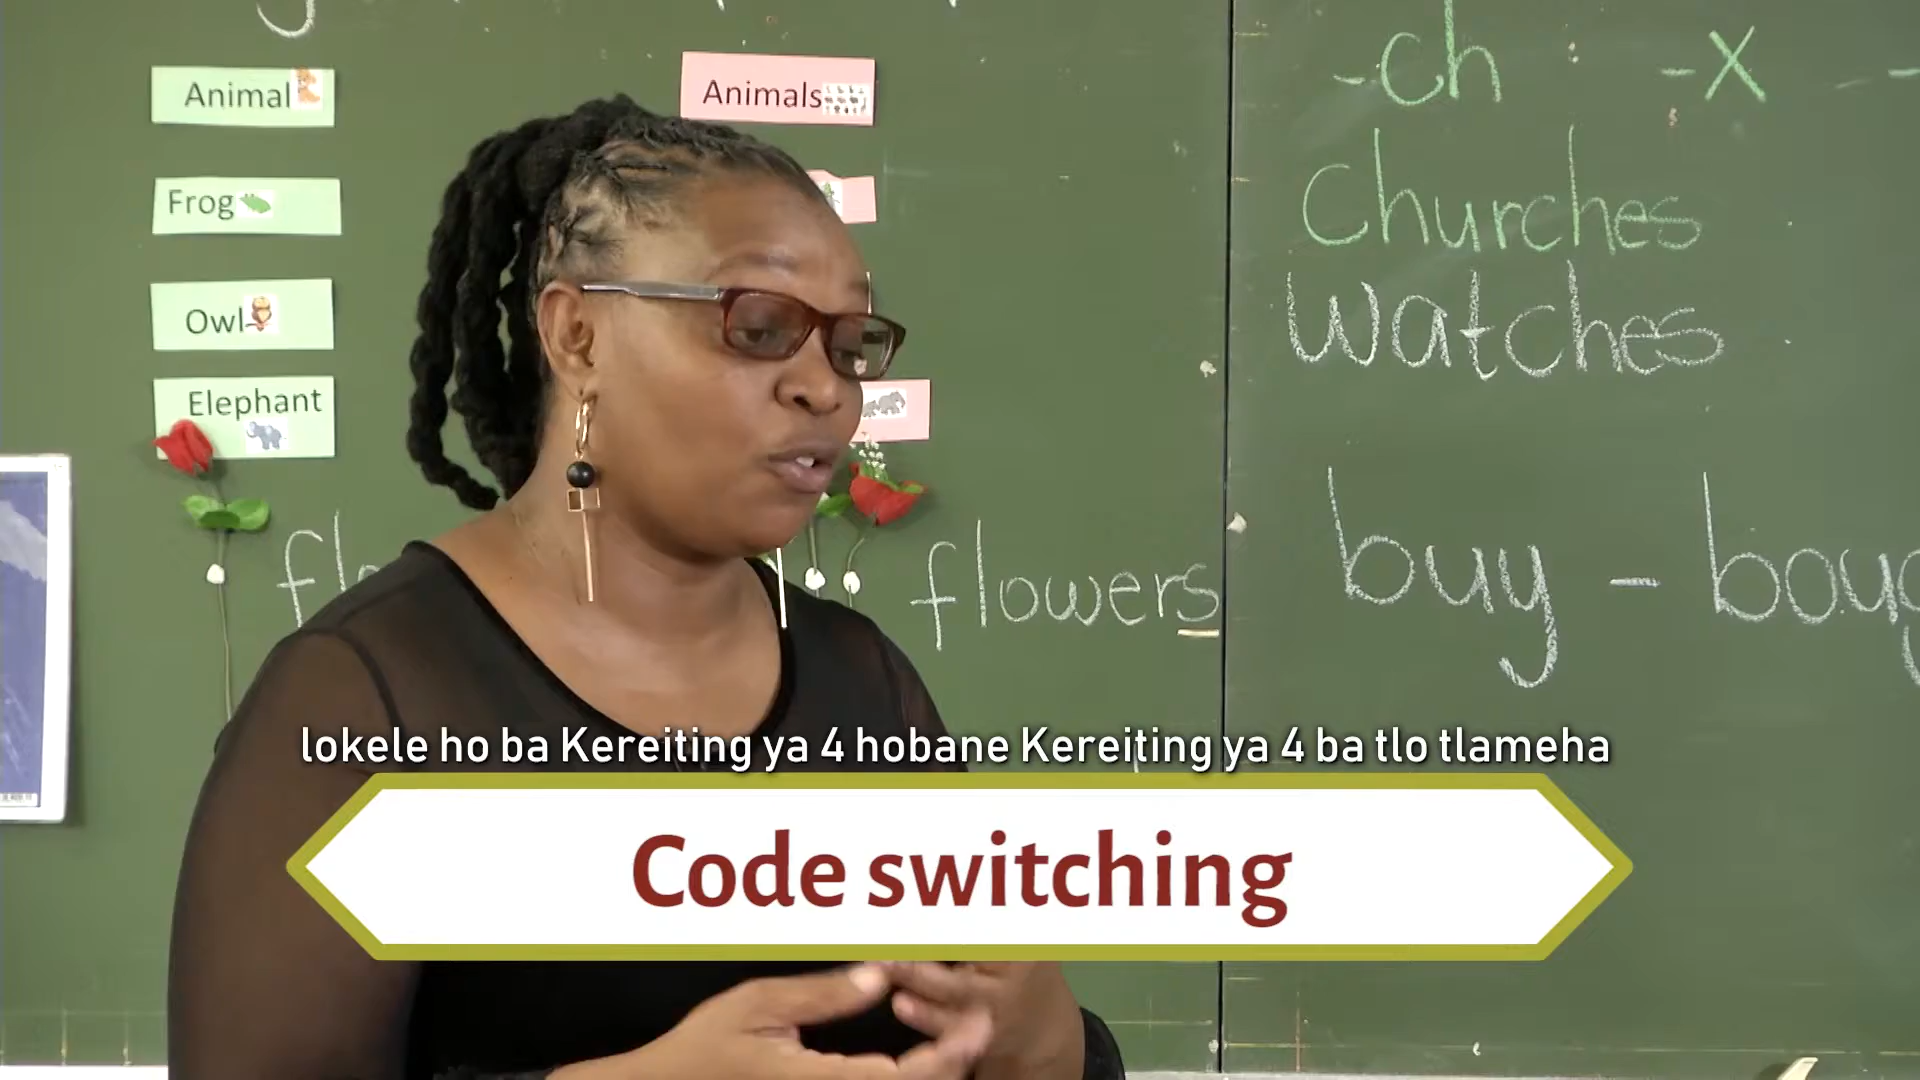 Animal
Animals
Frog
Owl
Elephant
flowers
-ch
-x
churches
watches
buy -
lokele ho ba Kereiting ya 4 hobane Kereiting ya 4 ba tlo tlameha
Code switching